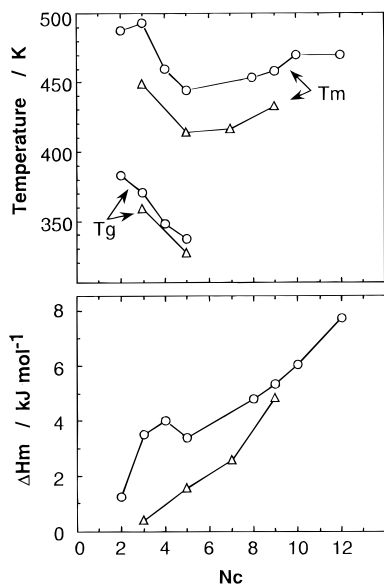 500
450
400
350
Temperature / K
Tm
Tg
8
6
4
2
0
ΔHm / kJ mol⁻¹
0 2 4 6 8 10 12
Nc